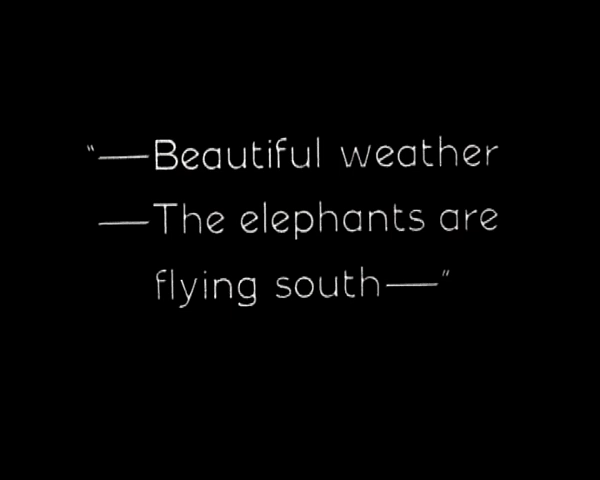 "—Beautiful weather
—The elephants are
flying south—"